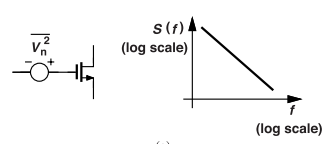 V_n^2
− +
S (f)
(log scale)
f
(log scale)